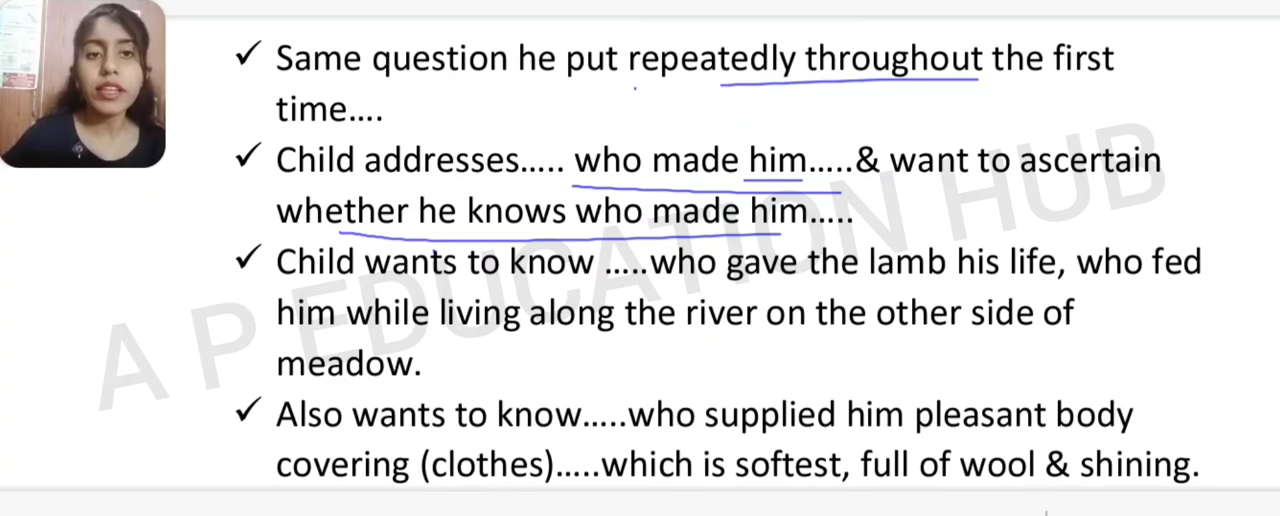 ✓ Same question he put repeatedly throughout the first
time....
✓ Child addresses..... who made him.....& want to ascertain
whether he knows who made him.....
✓ Child wants to know .....who gave the lamb his life, who fed
him while living along the river on the other side of
meadow.
✓ Also wants to know.....who supplied him pleasant body
covering (clothes).....which is softest, full of wool & shining.
A P EDUCATION HUB